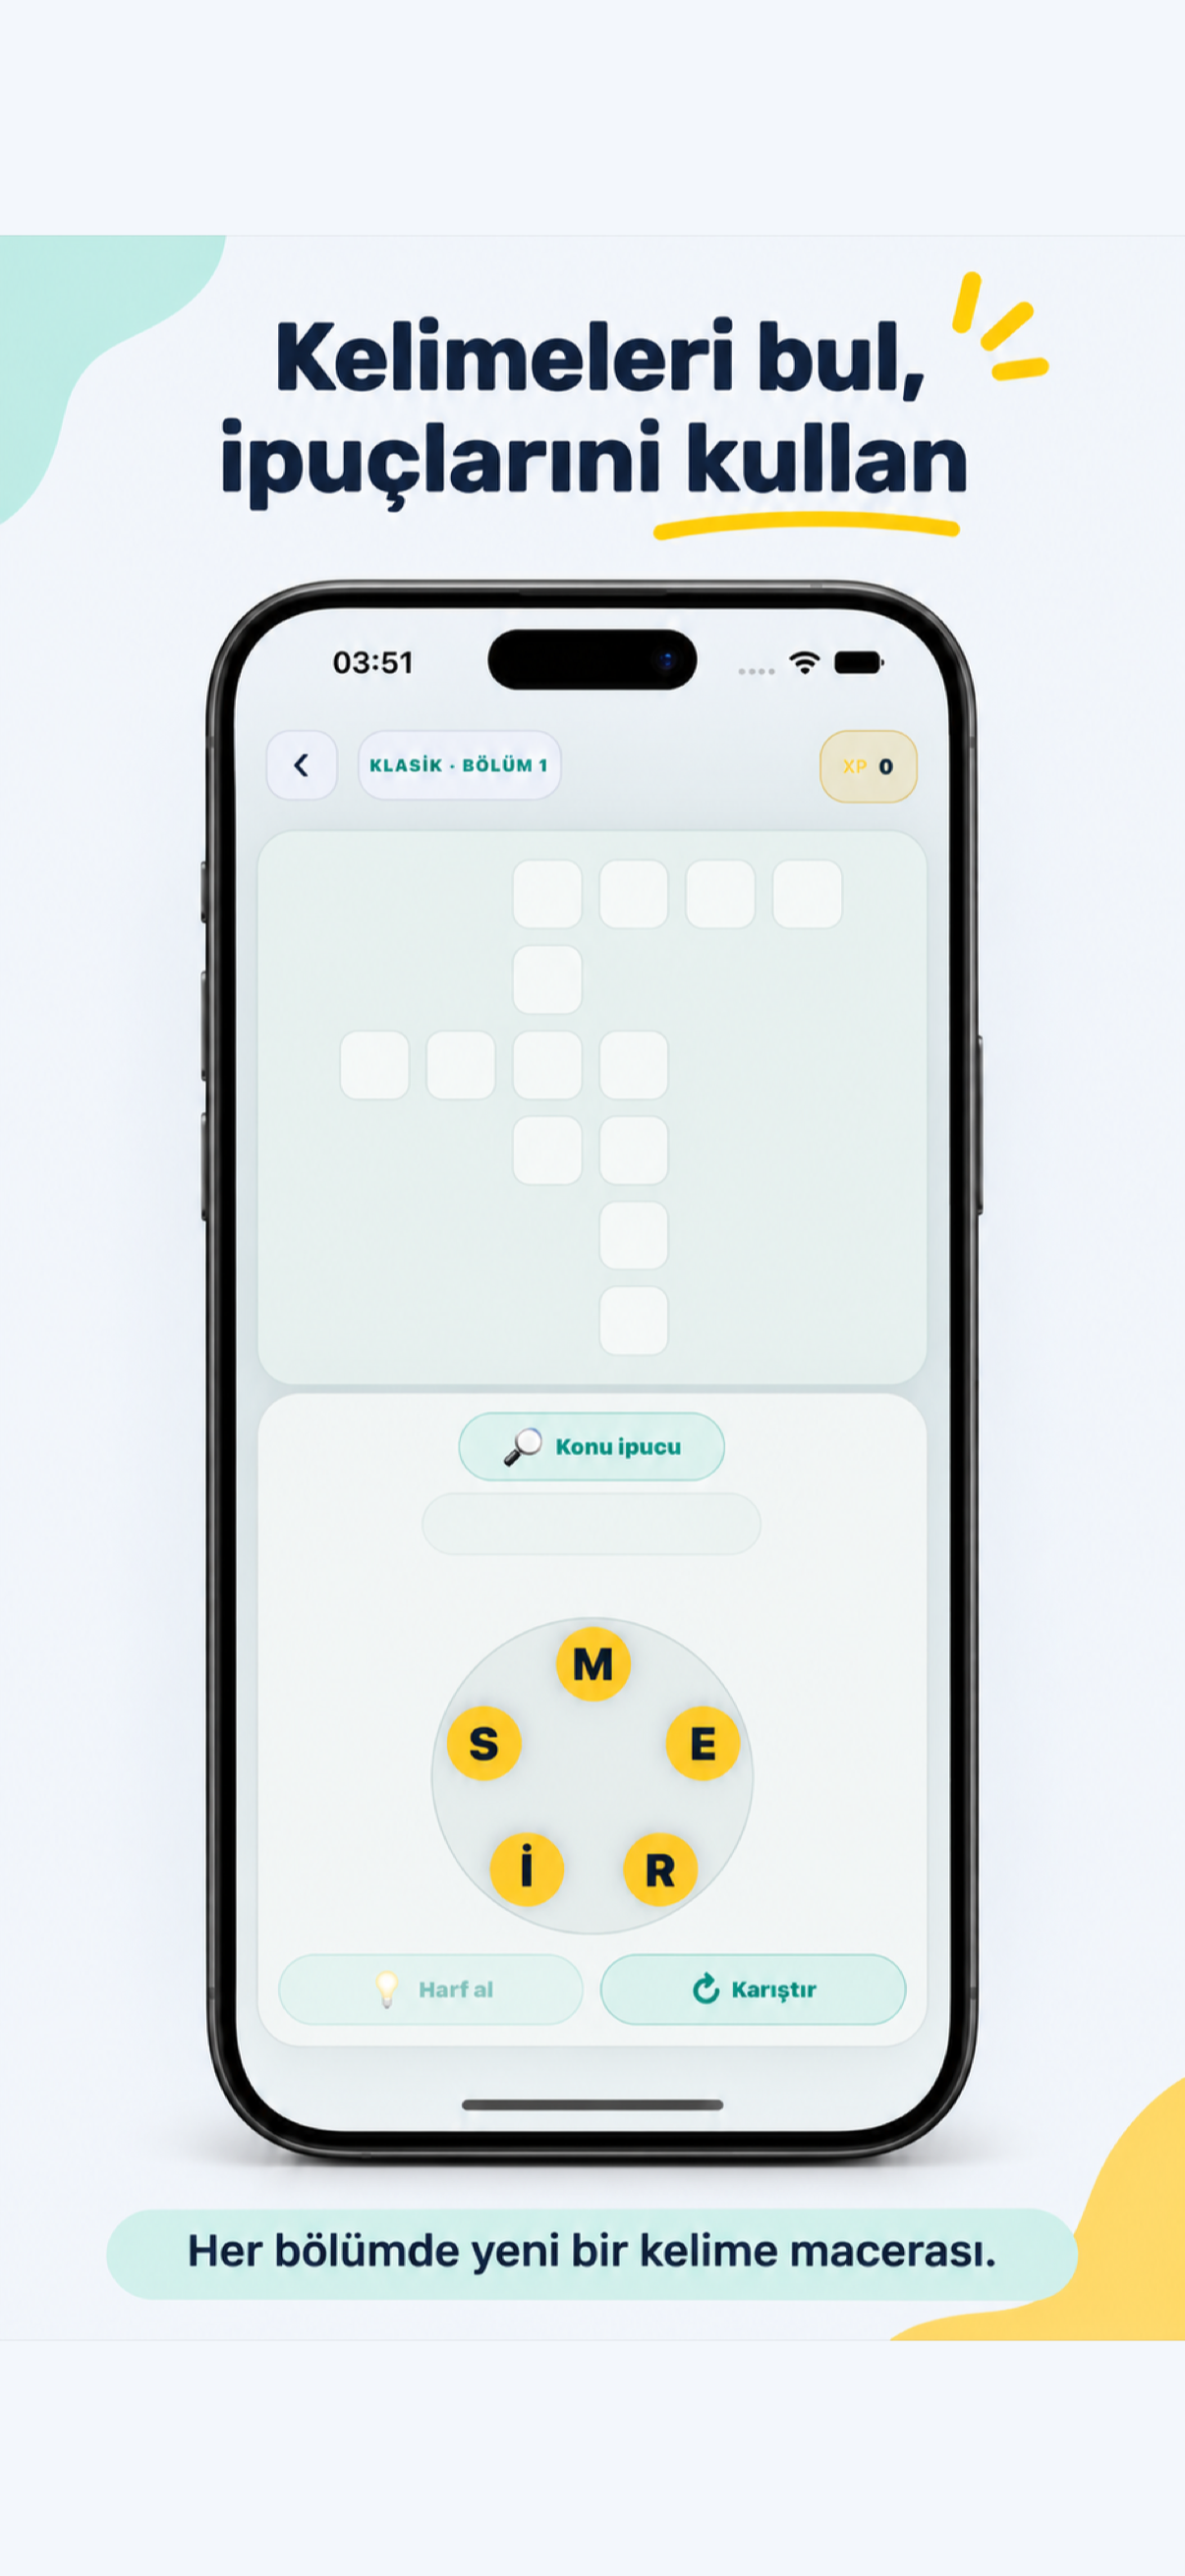 Kelimeleri bul,
ipuçlarıni kullan
03:51
KLASİK · BÖLÜM 1
XP 0
Konu ipucu
M
S
E
İ
R
Harf al
Karıştır
Her bölümde yeni bir kelime macerası.